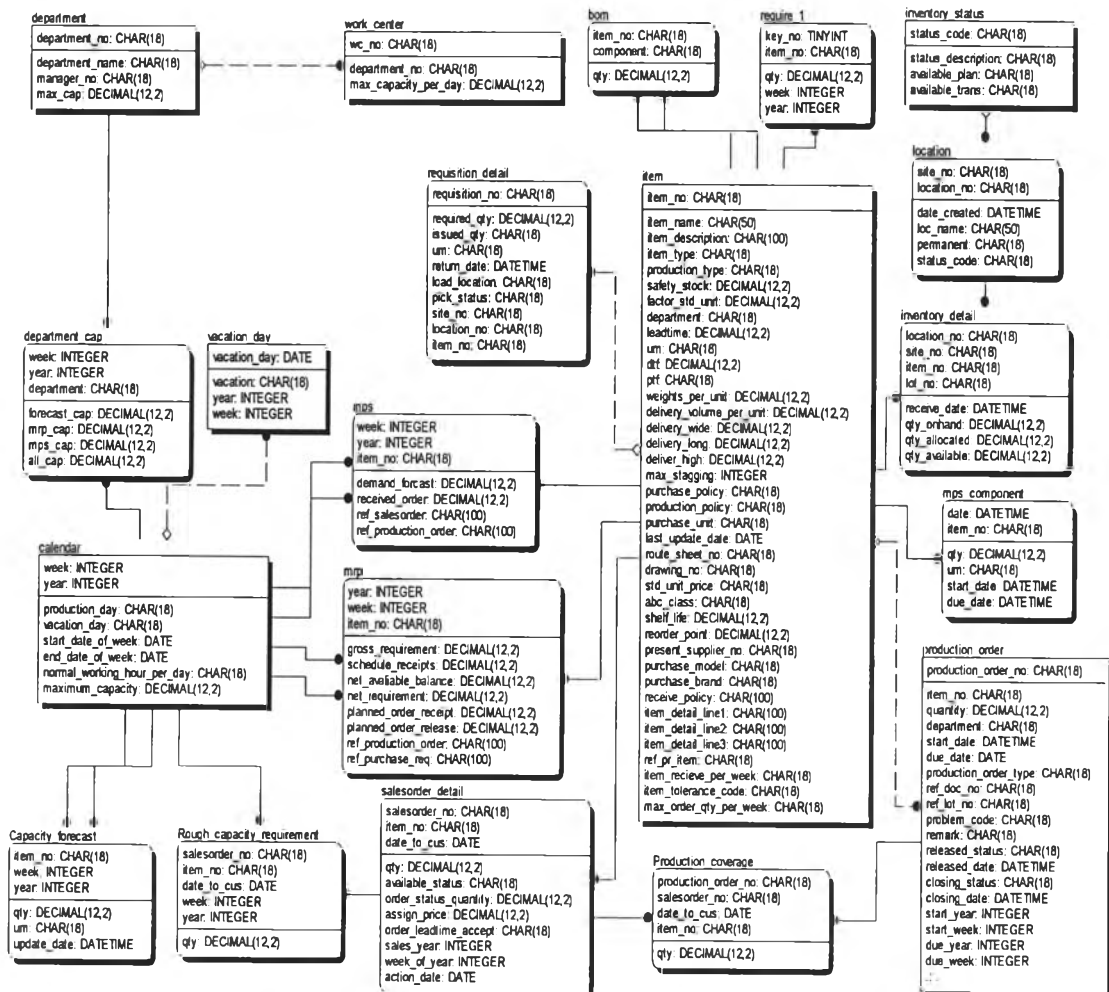 department
department_no: CHAR(18)
department_name: CHAR(18)
manager_no: CHAR(18)
max_cap: DECIMAL(12,2)
work_center
wc_no: CHAR(18)
department_no: CHAR(18)
max_capacity_per_day: DECIMAL(12,2)
bom
item_no: CHAR(18)
component: CHAR(18)
qty: DECIMAL(12,2)
require_1
key_no: TINYINT
item_no: CHAR(18)
qty: DECIMAL(12,2)
week: INTEGER
year: INTEGER
inventory_status
status_code: CHAR(18)
status_description: CHAR(18)
available_plan: CHAR(18)
available_trans: CHAR(18)
location
site_no: CHAR(18)
location_no: CHAR(18)
date_created: DATETIME
loc_name: CHAR(50)
permanent: CHAR(18)
status_code: CHAR(18)
requisition_detail
requisition_no: CHAR(18)
required_qty: DECIMAL(12,2)
issued_qty: CHAR(18)
um: CHAR(18)
return_date: DATETIME
load_location: CHAR(18)
pick_status: CHAR(18)
site_no: CHAR(18)
location_no: CHAR(18)
item_no: CHAR(18)
item
item_no: CHAR(18)
item_name: CHAR(50)
item_description: CHAR(100)
item_type: CHAR(18)
production_type: CHAR(18)
safety_stock: DECIMAL(12,2)
factor_std_unit: DECIMAL(12,2)
department: CHAR(18)
leadtime: DECIMAL(12,2)
um: CHAR(18)
dtf: DECIMAL(12,2)
ptf: CHAR(18)
weights_per_unit: DECIMAL(12,2)
delivery_volume_per_unit: DECIMAL(12,2)
delivery_wide: DECIMAL(12,2)
delivery_long: DECIMAL(12,2)
deliver_high: DECIMAL(12,2)
max_stagging: INTEGER
purchase_policy: CHAR(18)
production_policy: CHAR(18)
purchase_unit: CHAR(18)
last_update_date: DATE
route_sheet_no: CHAR(18)
drawing_no: CHAR(18)
std_unit_price: CHAR(18)
abc_class: CHAR(18)
shelf_life: DECIMAL(12,2)
reorder_point: DECIMAL(12,2)
present_supplier_no: CHAR(18)
purchase_model: CHAR(18)
purchase_brand: CHAR(18)
receive_policy: CHAR(100)
item_detail_line1: CHAR(100)
item_detail_line2: CHAR(100)
item_detail_line3: CHAR(100)
ref_pr_item: CHAR(18)
item_recieve_per_week: CHAR(18)
item_tolerance_code: CHAR(18)
max_order_qty_per_week: CHAR(18)
inventory_detail
location_no: CHAR(18)
site_no: CHAR(18)
item_no: CHAR(18)
lot_no: CHAR(18)
receive_date: DATETIME
qty_onhand: DECIMAL(12,2)
qty_allocated: DECIMAL(12,2)
qty_available: DECIMAL(12,2)
department_cap
week: INTEGER
year: INTEGER
department: CHAR(18)
forecast_cap: DECIMAL(12,2)
mrp_cap: DECIMAL(12,2)
mps_cap: DECIMAL(12,2)
all_cap: DECIMAL(12,2)
vacation_day
vacation_day: DATE
vacation: CHAR(18)
year: INTEGER
week: INTEGER
mps
week: INTEGER
year: INTEGER
item_no: CHAR(18)
demand_forcast: DECIMAL(12,2)
received_order: DECIMAL(12,2)
ref_salesorder: CHAR(100)
ref_production_order: CHAR(100)
mps_component
date: DATETIME
item_no: CHAR(18)
qty: DECIMAL(12,2)
um: CHAR(18)
start_date: DATETIME
due_date: DATETIME
calendar
week: INTEGER
year: INTEGER
production_day: CHAR(18)
vacation_day: CHAR(18)
start_date_of_week: DATE
end_date_of_week: DATE
normal_working_hour_per_day: CHAR(18)
maximum_capacity: DECIMAL(12,2)
mrp
year: INTEGER
week: INTEGER
item_no: CHAR(18)
gross_requirement: DECIMAL(12,2)
schedule_receipts: DECIMAL(12,2)
net_avaliable_balance: DECIMAL(12,2)
net_requirement: DECIMAL(12,2)
planned_order_receipt: DECIMAL(12,2)
planned_order_release: DECIMAL(12,2)
ref_production_order: CHAR(100)
ref_purchase_req: CHAR(100)
production_order
production_order_no: CHAR(18)
item_no: CHAR(18)
quantity: DECIMAL(12,2)
department: CHAR(18)
start_date: DATETIME
due_date: DATE
production_order_type: CHAR(18)
ref_doc_no: CHAR(18)
ref_lot_no: CHAR(18)
problem_code: CHAR(18)
remark: CHAR(18)
released_status: CHAR(18)
released_date: DATETIME
closing_status: CHAR(18)
closing_date: DATETIME
start_year: INTEGER
start_week: INTEGER
due_year: INTEGER
due_week: INTEGER
Capacity_forecast
item_no: CHAR(18)
week: INTEGER
year: INTEGER
qty: DECIMAL(12,2)
um: CHAR(18)
update_date: DATETIME
Rough_capacity_requirement
salesorder_no: CHAR(18)
item_no: CHAR(18)
date_to_cus: DATE
week: INTEGER
year: INTEGER
qty: DECIMAL(12,2)
salesorder_detail
salesorder_no: CHAR(18)
item_no: CHAR(18)
date_to_cus: DATE
qty: DECIMAL(12,2)
available_status: CHAR(18)
order_status_quantity: DECIMAL(12,2)
assign_price: DECIMAL(12,2)
order_leadtime_accept: CHAR(18)
sales_year: INTEGER
week_of_year: INTEGER
action_date: DATE
Production_coverage
production_order_no: CHAR(18)
salesorder_no: CHAR(18)
date_to_cus: DATE
item_no: CHAR(18)
qty: DECIMAL(12,2)